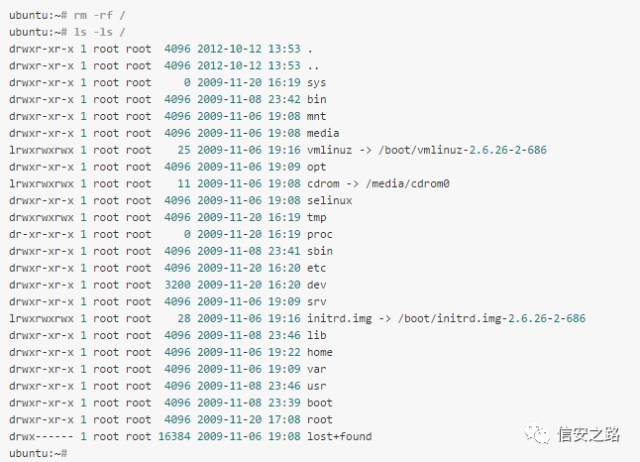 ubuntu:~# rm -rf /
ubuntu:~# ls -ls /
drwxr-xr-x 1 root root  4096 2012-10-12 13:53 .
drwxr-xr-x 1 root root  4096 2012-10-12 13:53 ..
drwxr-xr-x 1 root root     0 2009-11-20 16:19 sys
drwxr-xr-x 1 root root  4096 2009-11-08 23:42 bin
drwxr-xr-x 1 root root  4096 2009-11-06 19:08 mnt
drwxr-xr-x 1 root root  4096 2009-11-06 19:08 media
lrwxrwxrwx 1 root root    25 2009-11-06 19:16 vmlinuz -> /boot/vmlinuz-2.6.26-2-686
drwxr-xr-x 1 root root  4096 2009-11-06 19:09 opt
lrwxrwxrwx 1 root root    11 2009-11-06 19:08 cdrom -> /media/cdrom0
drwxr-xr-x 1 root root  4096 2009-11-06 19:08 selinux
drwxrwxrwx 1 root root  4096 2009-11-20 16:19 tmp
dr-xr-xr-x 1 root root     0 2009-11-20 16:19 proc
drwxr-xr-x 1 root root  4096 2009-11-08 23:41 sbin
drwxr-xr-x 1 root root  4096 2009-11-20 16:20 etc
drwxr-xr-x 1 root root  3200 2009-11-20 16:20 dev
drwxr-xr-x 1 root root  4096 2009-11-06 19:09 srv
lrwxrwxrwx 1 root root    28 2009-11-06 19:16 initrd.img -> /boot/initrd.img-2.6.26-2-686
drwxr-xr-x 1 root root  4096 2009-11-08 23:46 lib
drwxr-xr-x 1 root root  4096 2009-11-06 19:22 home
drwxr-xr-x 1 root root  4096 2009-11-06 19:09 var
drwxr-xr-x 1 root root  4096 2009-11-08 23:46 usr
drwxr-xr-x 1 root root  4096 2009-11-08 23:39 boot
drwxr-xr-x 1 root root  4096 2009-11-20 17:08 root
drwx------ 1 root root 16384 2009-11-06 19:08 lost+found
ubuntu:~#
信安之路